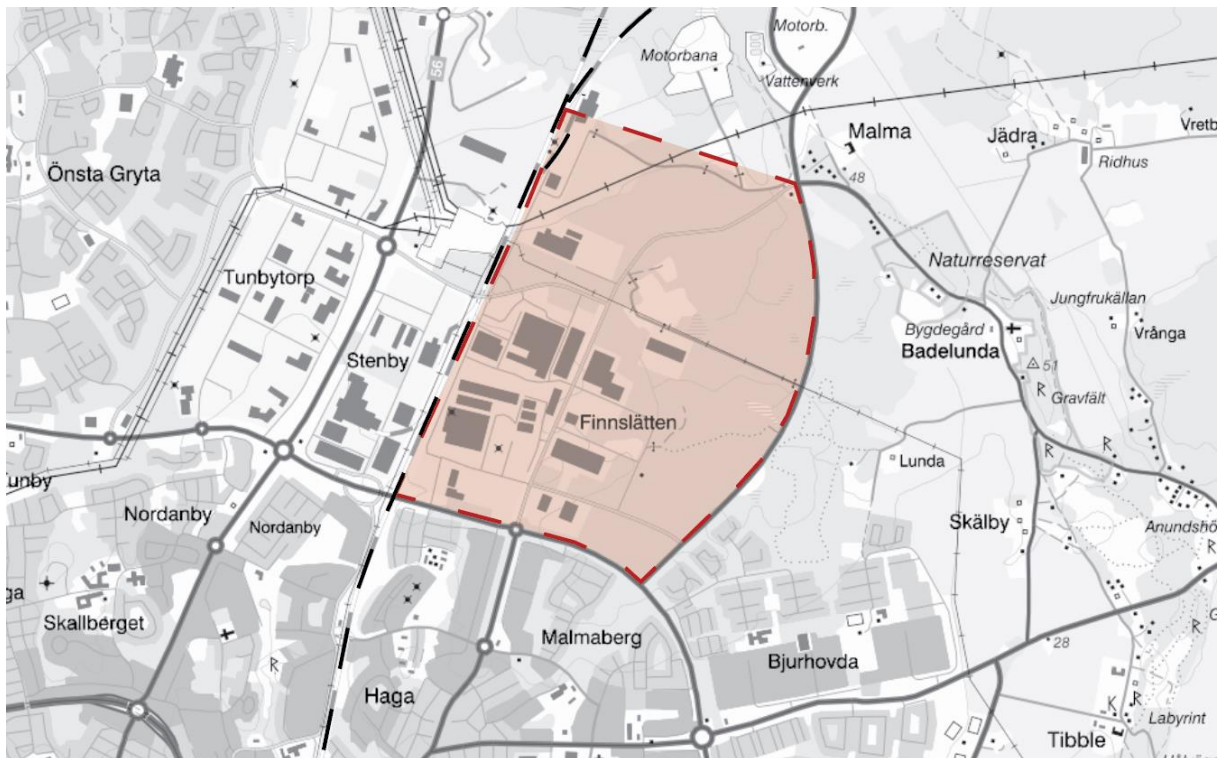 Motorb.
56
Motorbana
Vattenverk
Malma
Jädra
Vretb
Ridhus
Önsta Gryta
48
Naturreservat
Tunbytorp
Jungfrukällan
Bygdegård
Vrånga
Badelunda
Stenby
51
Gravfält
Finnslätten
Lunda
Nordanby
Nordanby
Skälby
Anundshö
Skallberget
Malmaberg
Bjurhovda
28
Haga
Labyrint
Tibble